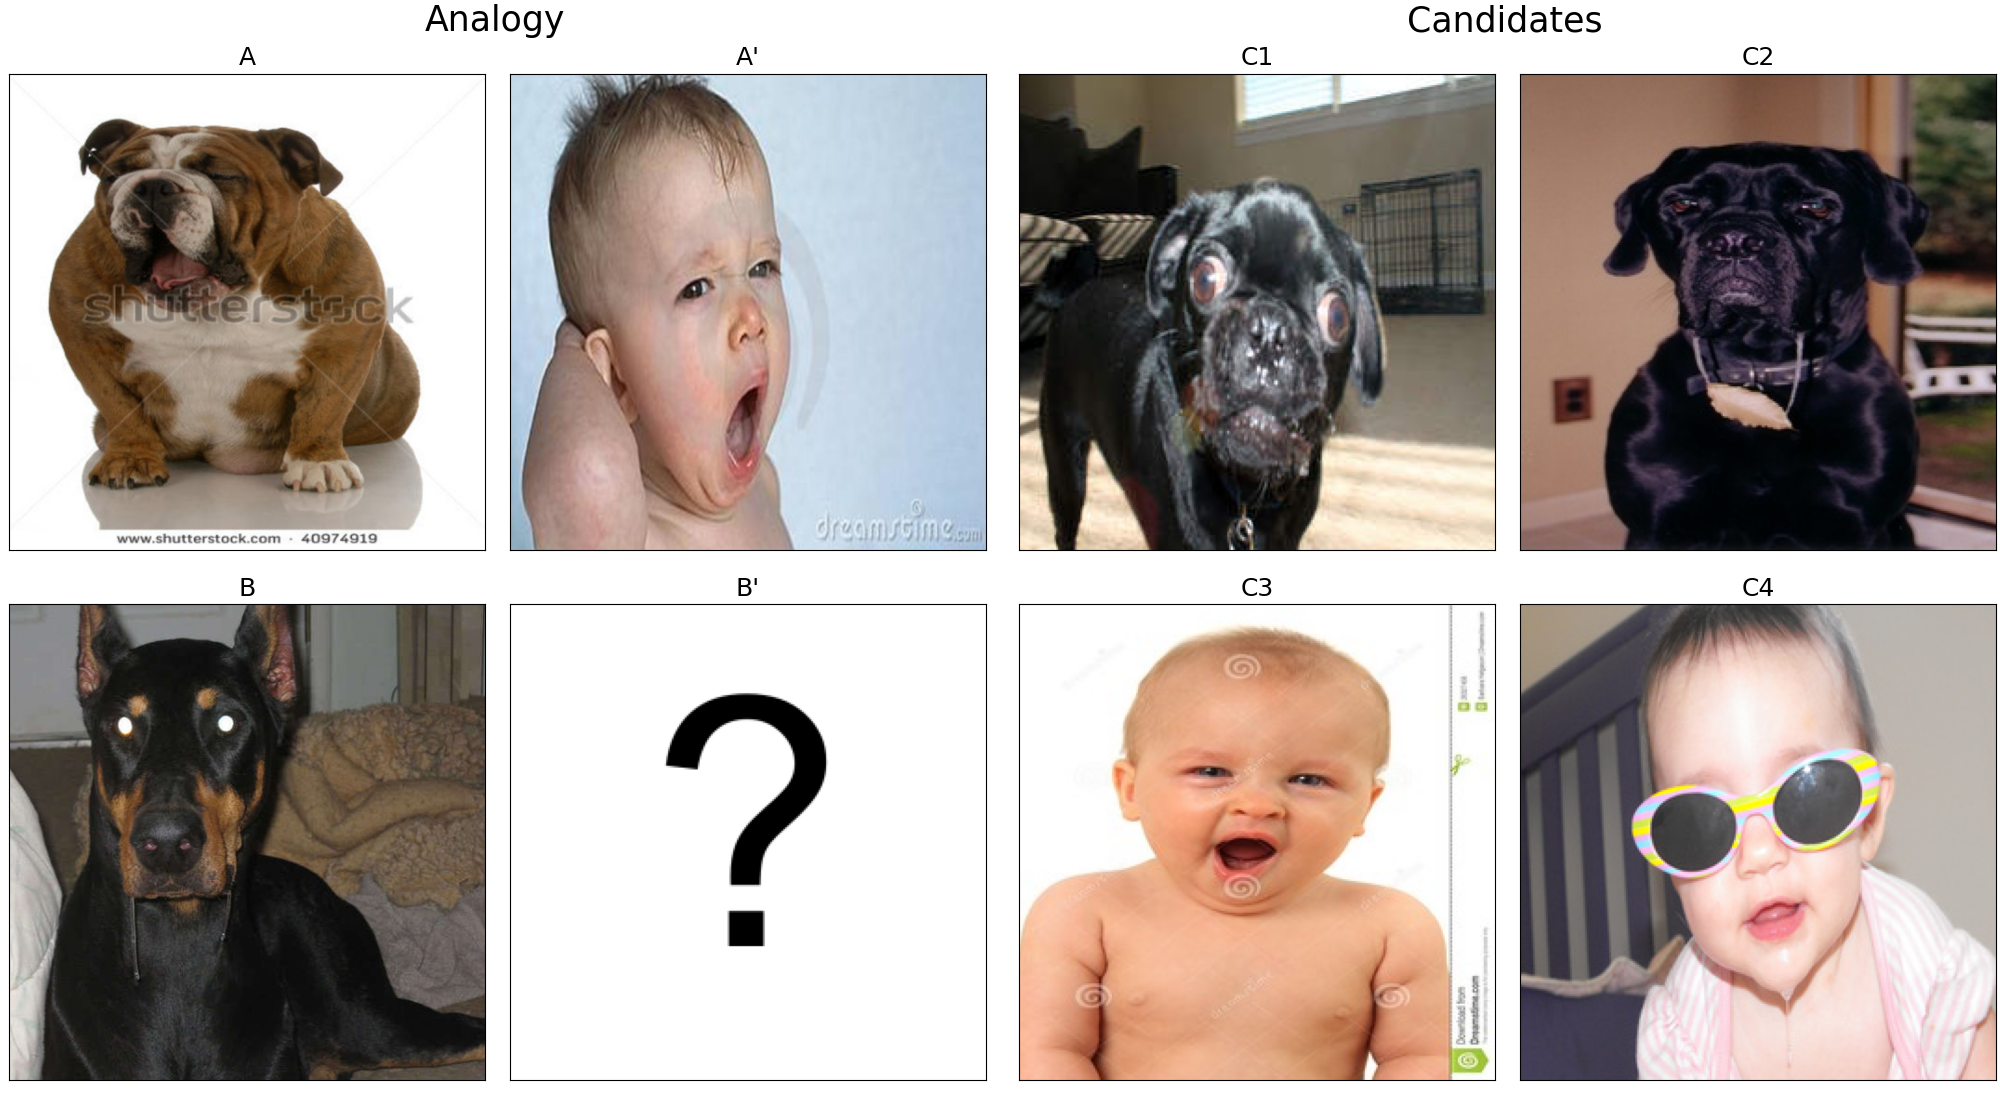 Analogy
Candidates
A
A'
C1
C2
shutterstock
www.shutterstock.com · 40974919
dreamstime.com
B
B'
C3
C4
?
Download from
Dreamstime.com